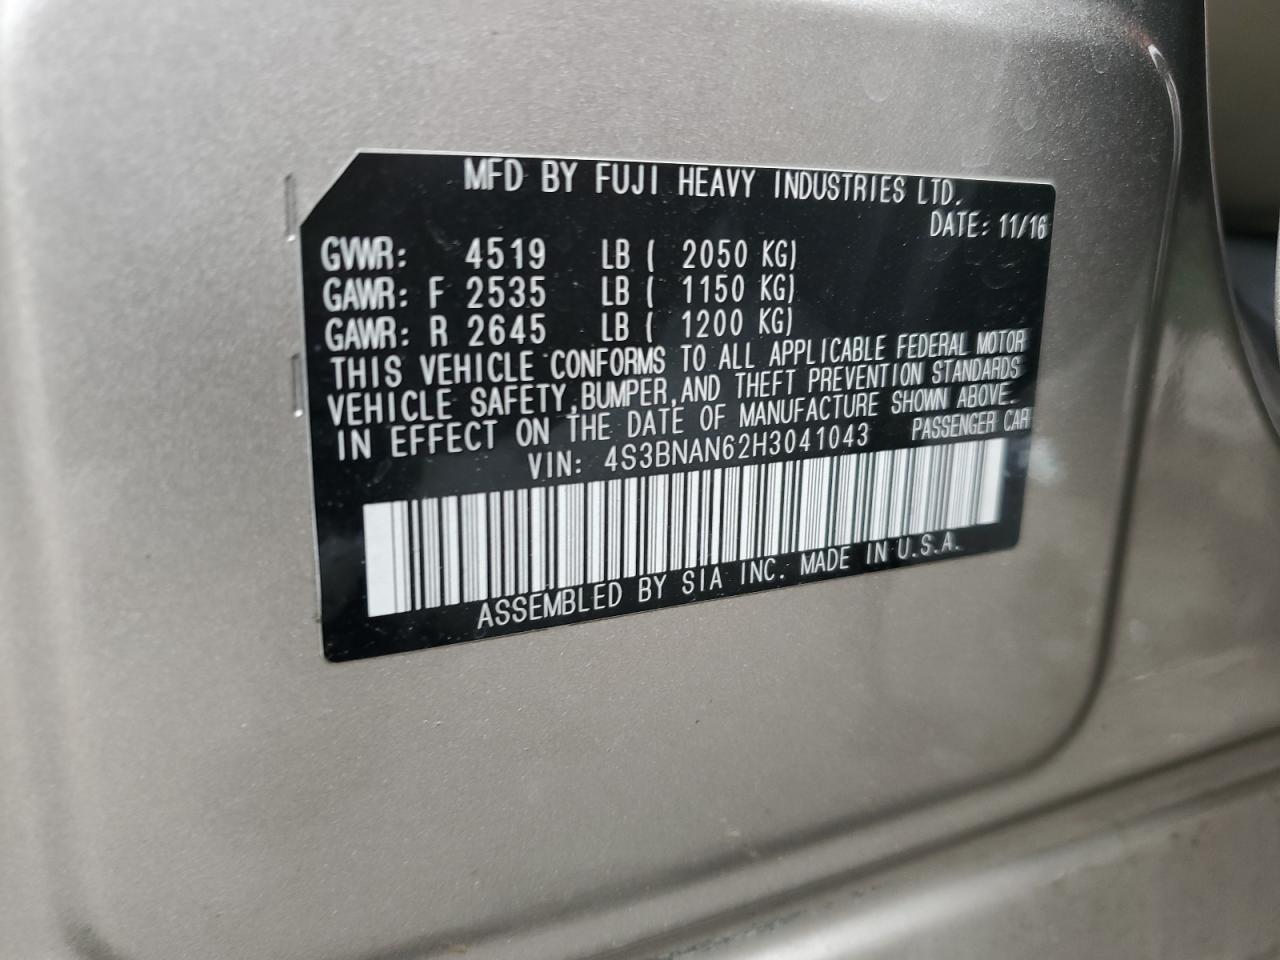 MFD BY FUJI HEAVY INDUSTRIES LTD.
DATE: 11/16
GVWR: 4519 LB ( 2050 KG)
GAWR: F 2535 LB ( 1150 KG)
GAWR: R 2645 LB ( 1200 KG)
THIS VEHICLE CONFORMS TO ALL APPLICABLE FEDERAL MOTOR
VEHICLE SAFETY,BUMPER,AND THEFT PREVENTION STANDARDS
IN EFFECT ON THE DATE OF MANUFACTURE SHOWN ABOVE.
VIN: 4S3BNAN62H3041043 PASSENGER CAR
ASSEMBLED BY SIA INC. MADE IN U.S.A.